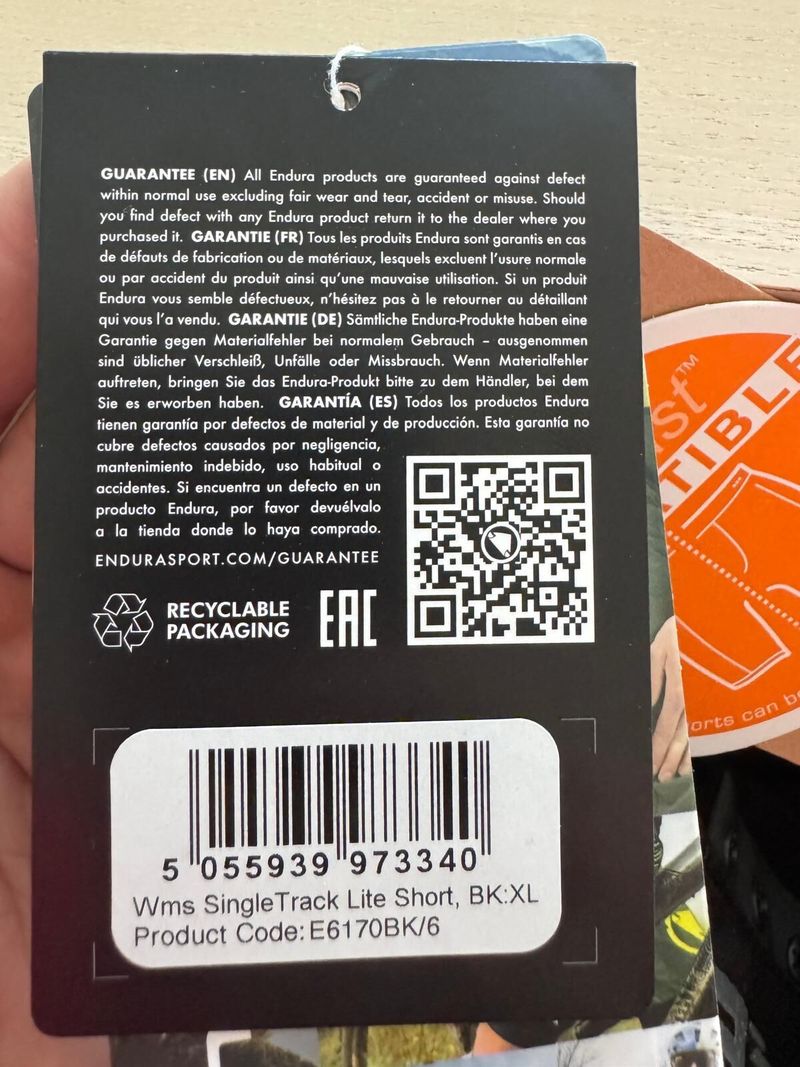 GUARANTEE (EN) All Endura products are guaranteed against defect
within normal use excluding fair wear and tear, accident or misuse. Should
you find defect with any Endura product return it to the dealer where you
purchased it. GARANTIE (FR) Tous les produits Endura sont garantis en cas
de défauts de fabrication ou de matériaux, lesquels excluent l'usure normale
ou par accident du produit ainsi qu'une mauvaise utilisation. Si un produit
Endura vous semble défectueux, n'hésitez pas à le retourner au détaillant
qui vous l'a vendu. GARANTIE (DE) Sämtliche Endura-Produkte haben eine
Garantie gegen Materialfehler bei normalem Gebrauch – ausgenommen
sind üblicher Verschleiß, Unfälle oder Missbrauch. Wenn Materialfehler
auftreten, bringen Sie das Endura-Produkt bitte zu dem Händler, bei dem
Sie es erworben haben. GARANTÍA (ES) Todos los productos Endura
tienen garantía por defectos de material y de producción. Esta garantía no
cubre defectos causados por negligencia,
mantenimiento indebido, uso habitual o
accidentes. Si encuentra un defecto en un
producto Endura, por favor devuélvalo
a la tienda donde lo haya comprado.
ENDURASPORT.COM/GUARANTEE
RECYCLABLE
PACKAGING
EAC
5 055939 973340
Wms SingleTrack Lite Short, BK:XL
Product Code: E6170BK/6
can